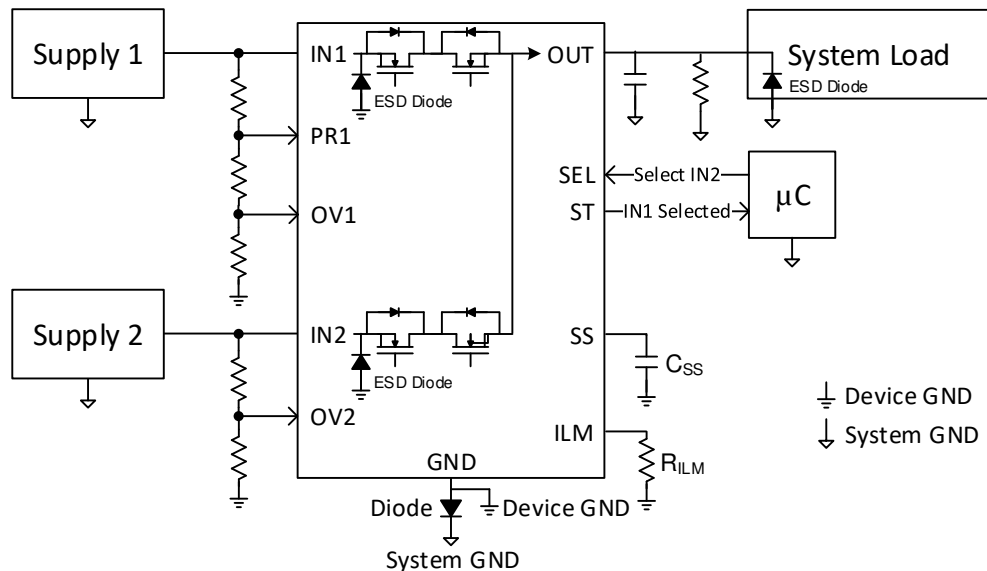 Supply 1
IN1
ESD Diode
OUT
System Load
ESD Diode
PR1
SEL
Select IN2
μC
ST
IN1 Selected
OV1
Supply 2
IN2
ESD Diode
SS
CSS
OV2
ILM
RILM
GND
Device GND
System GND
Diode
Device GND
System GND